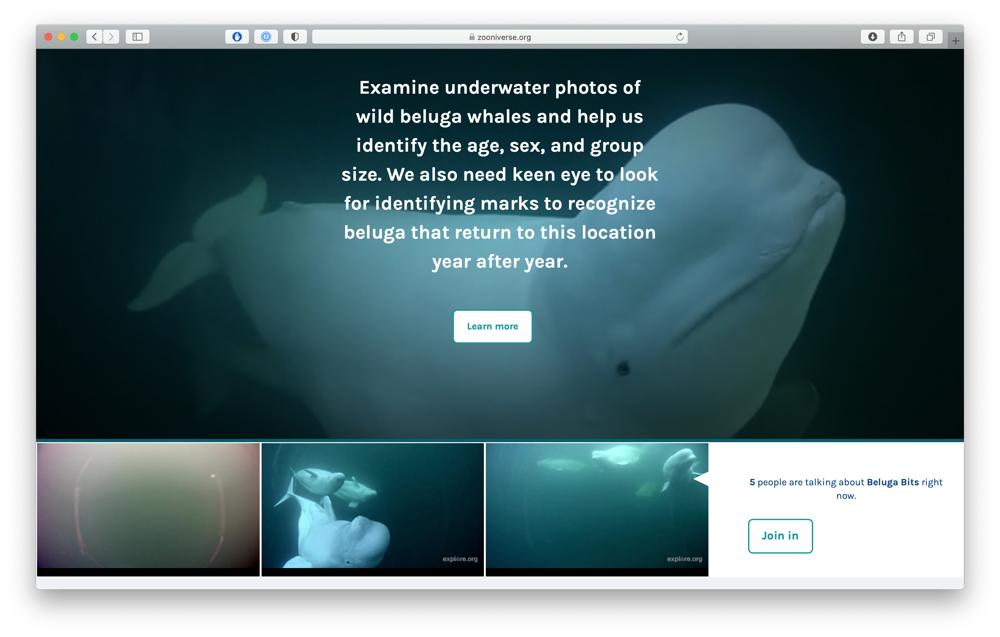 zooniverse.org
Examine underwater photos of
wild beluga whales and help us
identify the age, sex, and group
size. We also need keen eye to look
for identifying marks to recognize
beluga that return to this location
year after year.
Learn more
explore.org
explore.org
5 people are talking about Beluga Bits right
now.
Join in